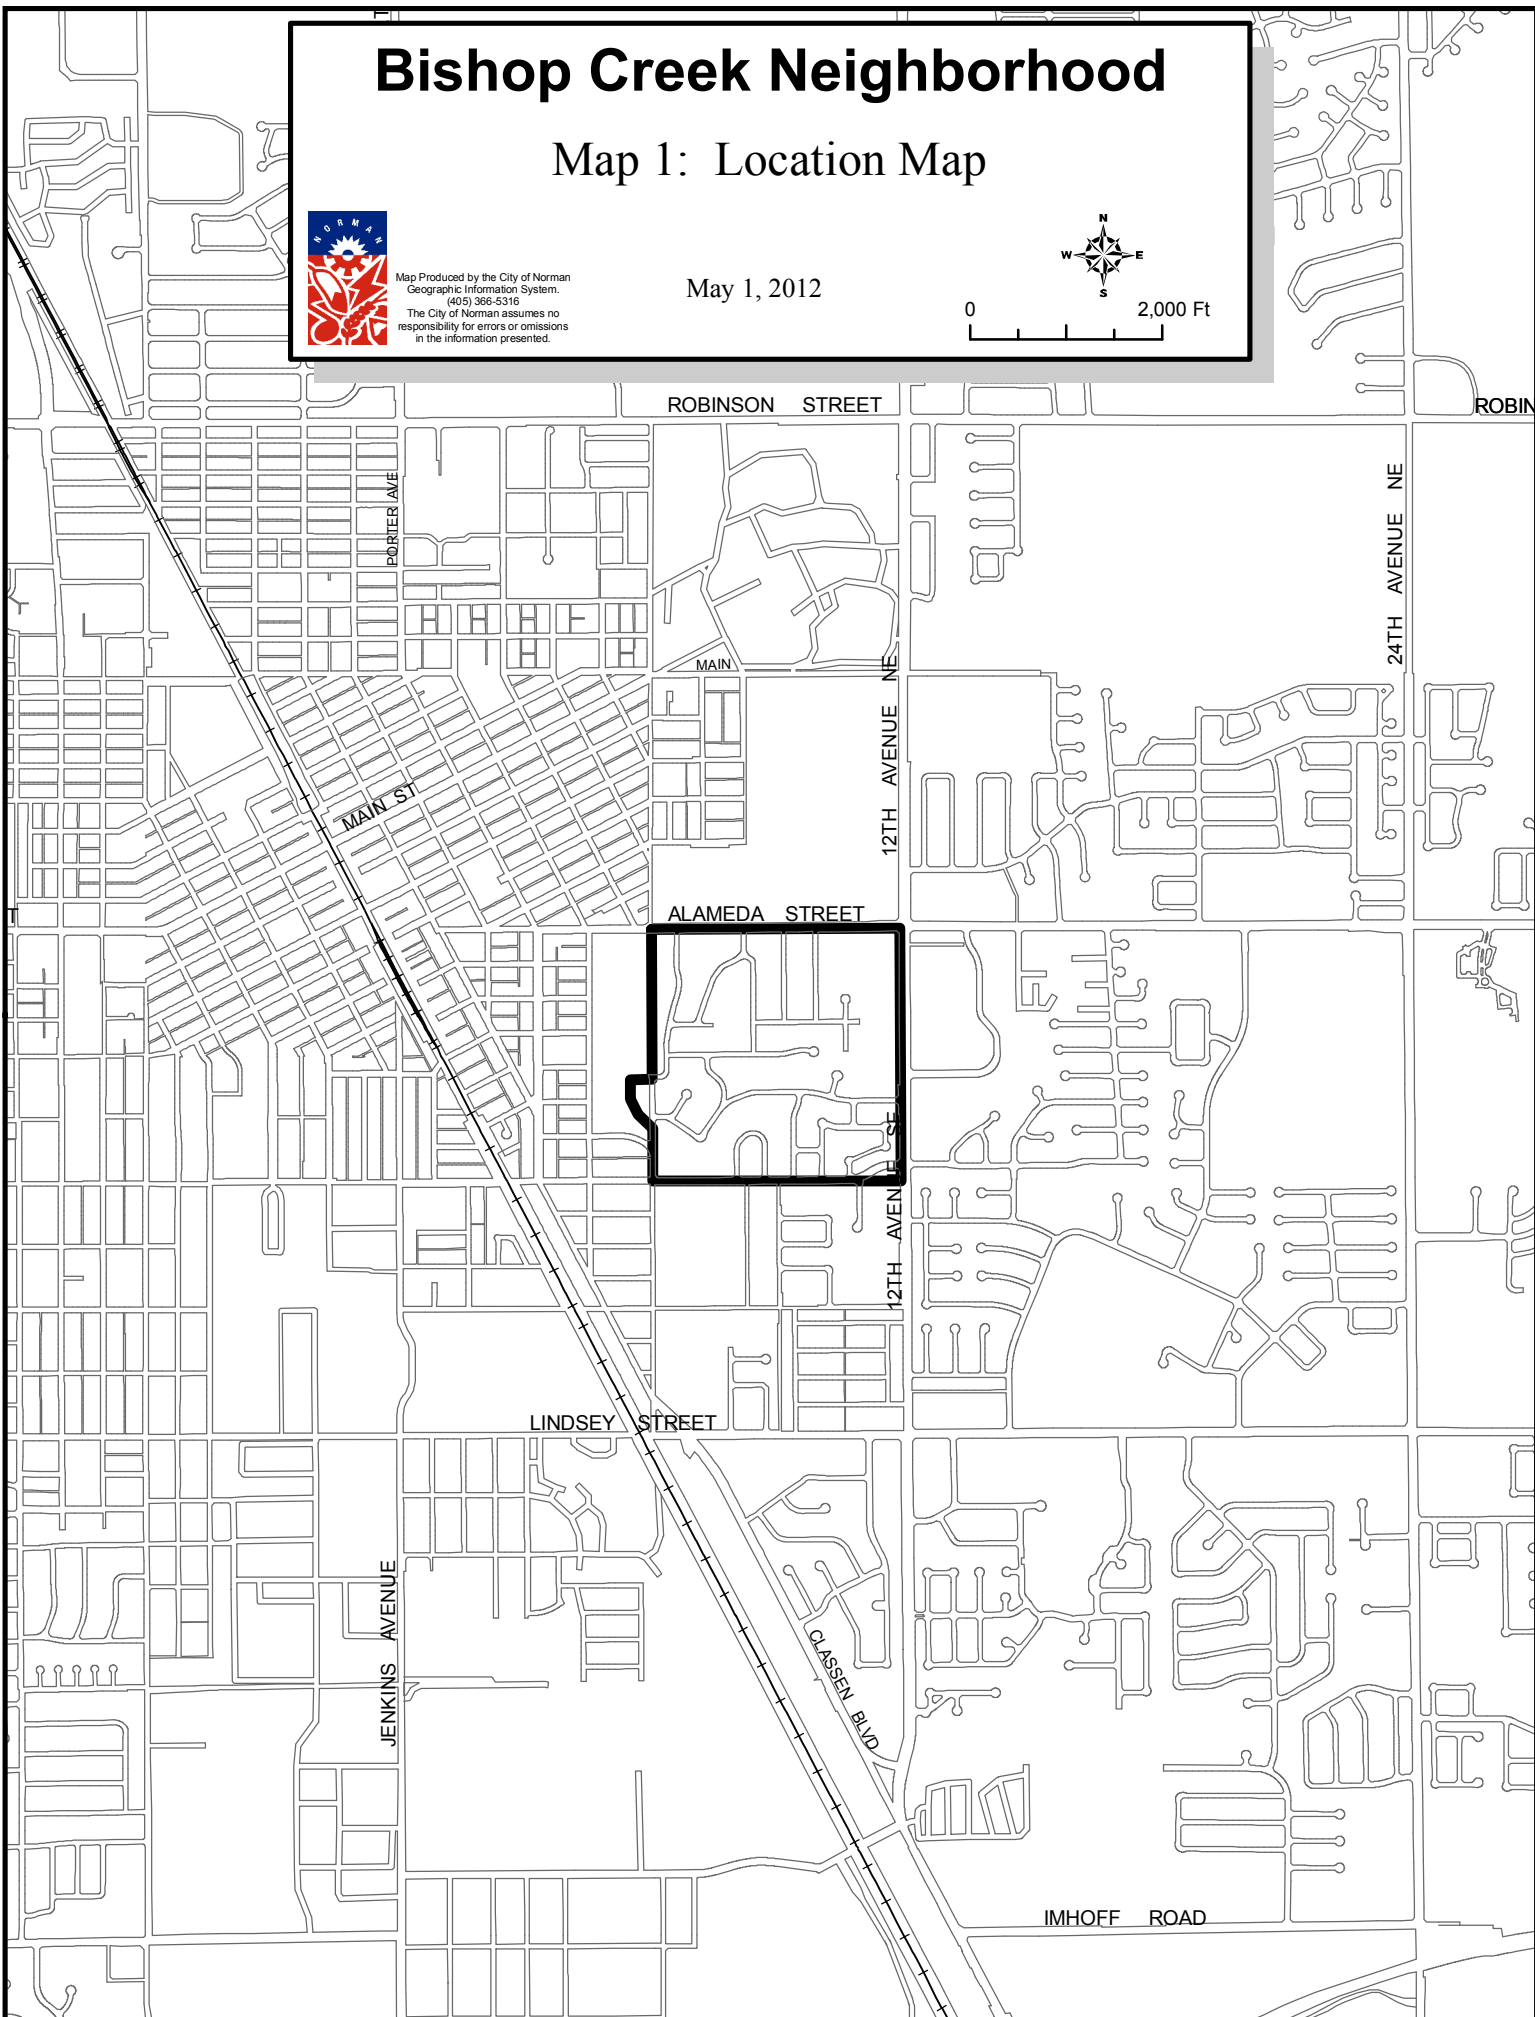 Bishop Creek Neighborhood
Map 1: Location Map
NORMAN
Map Produced by the City of Norman
Geographic Information System.
(405) 366-5316
The City of Norman assumes no
responsibility for errors or omissions
in the information presented.
May 1, 2012
N
W E
S
0 2,000 Ft
ROBINSON STREET
ROBIN
PORTER AVE
24TH AVENUE NE
MAIN
12TH AVENUE NE
MAIN ST
ALAMEDA STREET
12TH AVENUE SE
LINDSEY STREET
JENKINS AVENUE
CLASSEN BLVD
IMHOFF ROAD